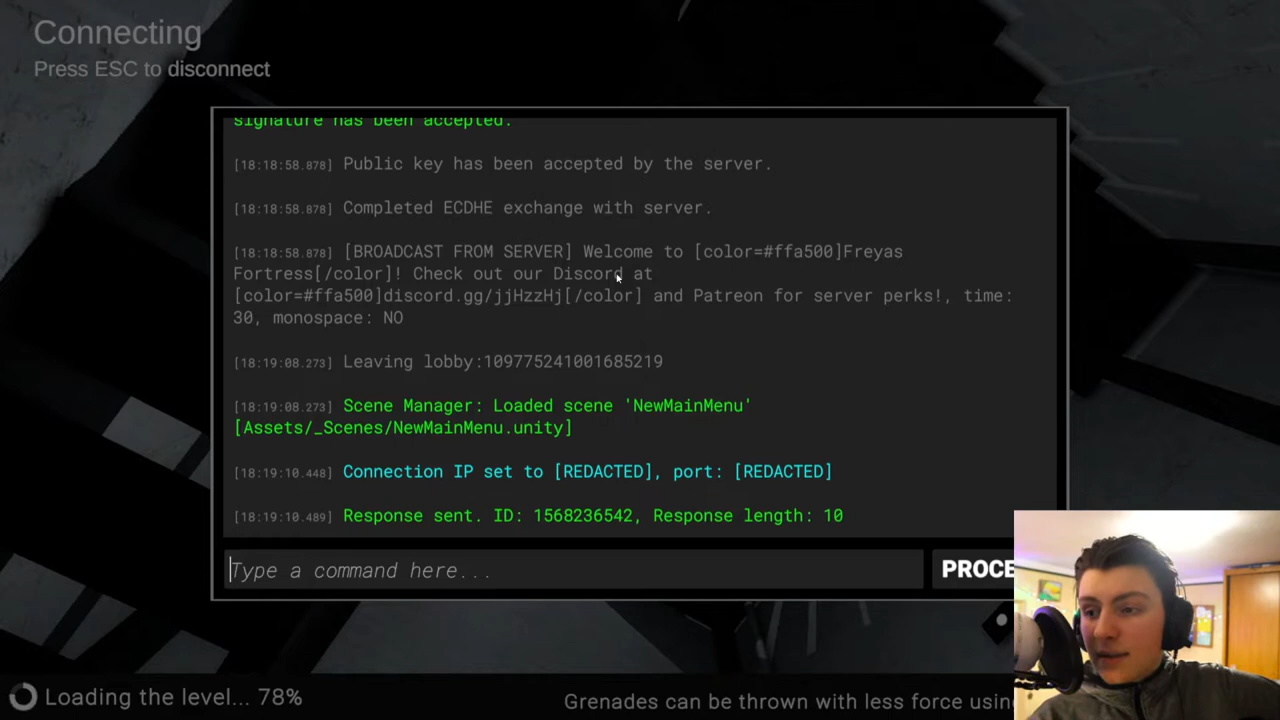 Connecting
Press ESC to disconnect
signature has been accepted.
[18:18:58.878] Public key has been accepted by the server.
[18:18:58.878] Completed ECDHE exchange with server.
[18:18:58.878] [BROADCAST FROM SERVER] Welcome to [color=#ffa500]Freyas
Fortress[/color]! Check out our Discord at
[color=#ffa500]discord.gg/jjHzzHj[/color] and Patreon for server perks!, time:
30, monospace: NO
[18:19:08.273] Leaving lobby:109775241001685219
[18:19:08.273] Scene Manager: Loaded scene 'NewMainMenu'
[Assets/_Scenes/NewMainMenu.unity]
[18:19:10.448] Connection IP set to [REDACTED], port: [REDACTED]
[18:19:10.489] Response sent. ID: 1568236542, Response length: 10
Type a command here...
PROCE
Loading the level... 78%
Grenades can be thrown with less force using